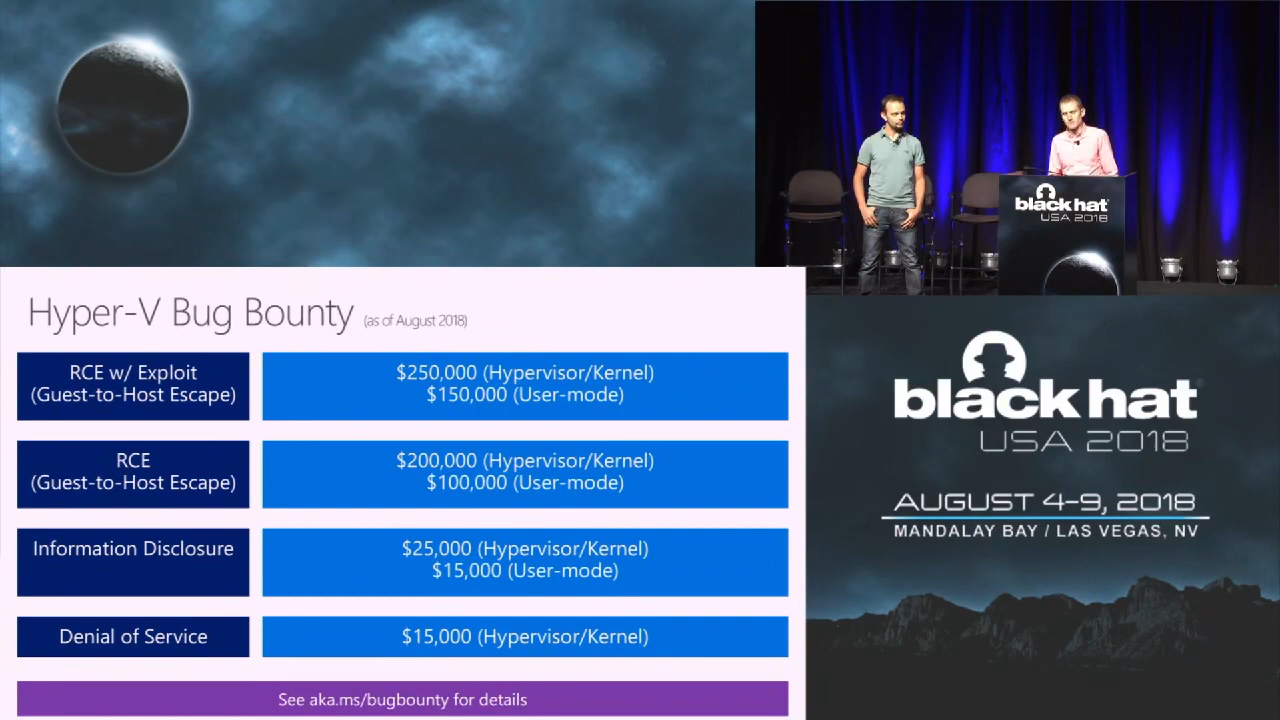 black hat
USA 2018
Hyper-V Bug Bounty (as of August 2018)
RCE w/ Exploit
(Guest-to-Host Escape)
$250,000 (Hypervisor/Kernel)
$150,000 (User-mode)
RCE
(Guest-to-Host Escape)
$200,000 (Hypervisor/Kernel)
$100,000 (User-mode)
Information Disclosure
$25,000 (Hypervisor/Kernel)
$15,000 (User-mode)
Denial of Service
$15,000 (Hypervisor/Kernel)
See aka.ms/bugbounty for details
black hat
USA 2018
AUGUST 4-9, 2018
MANDALAY BAY / LAS VEGAS, NV